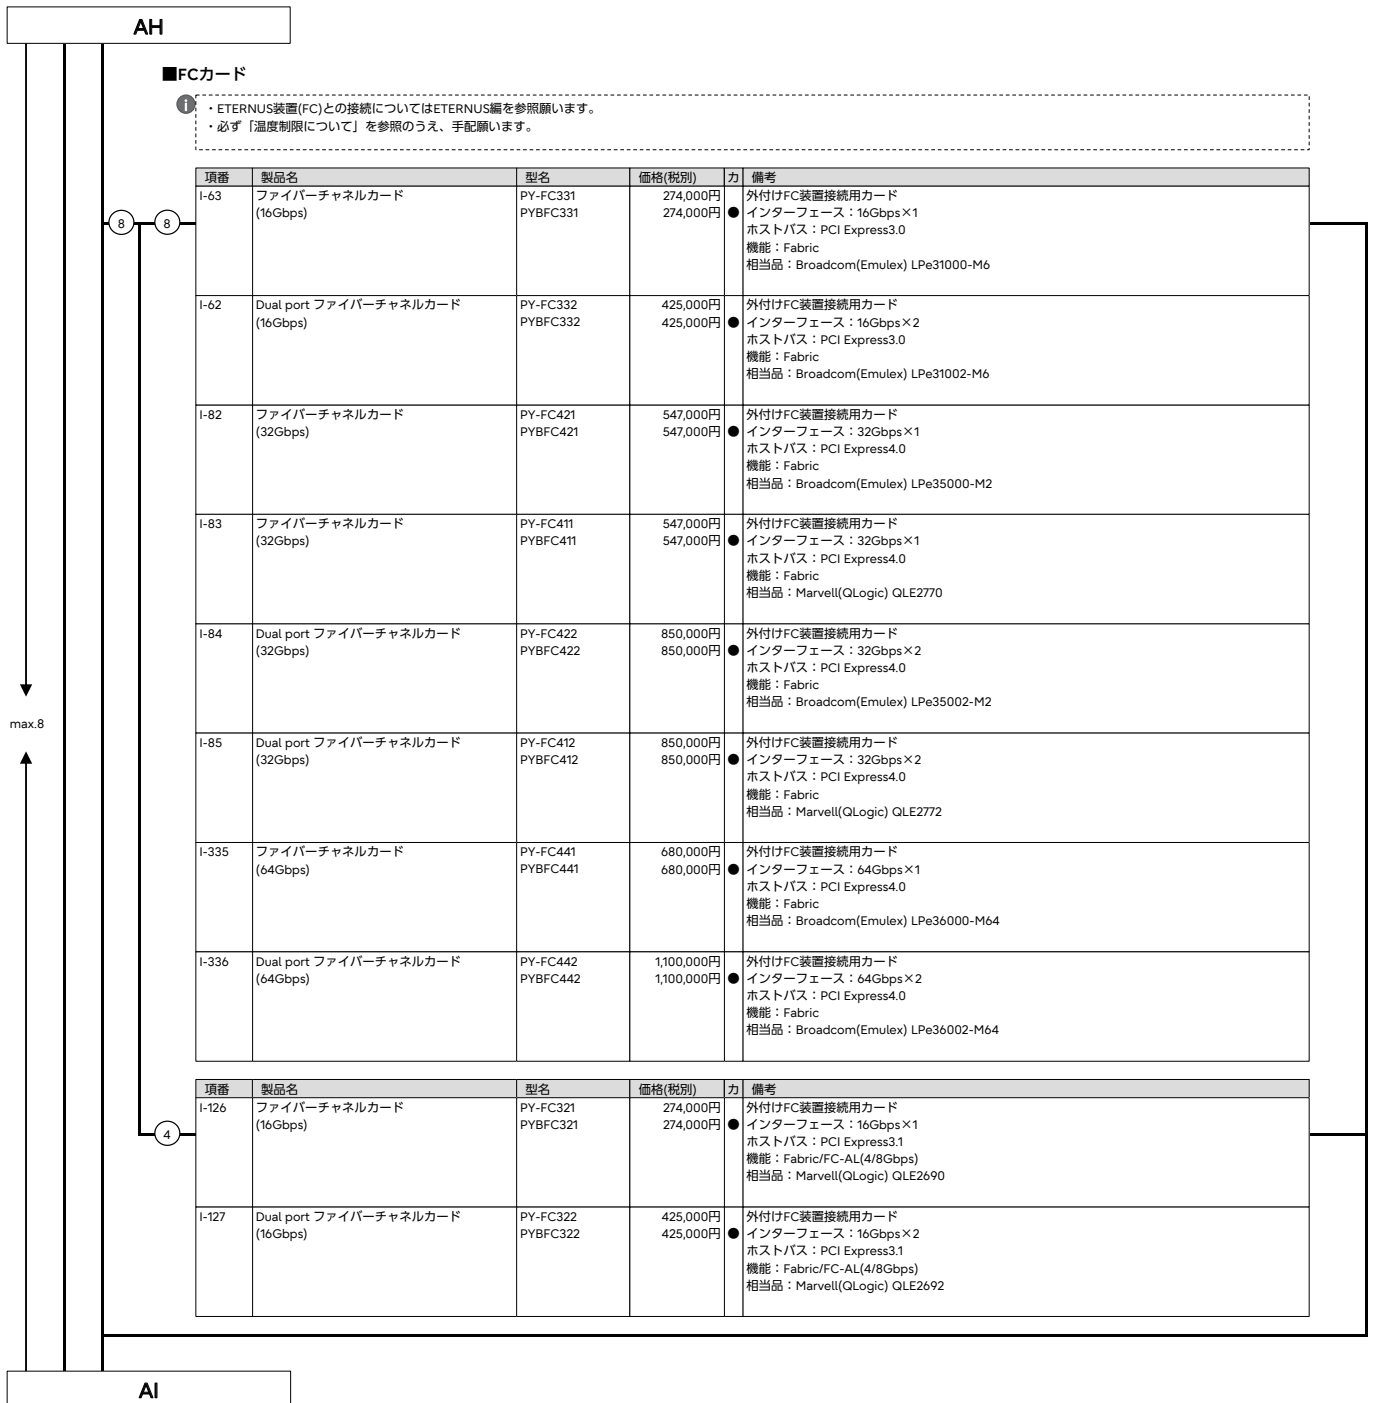 AH
■FCカード
・ETERNUS装置(FC)との接続についてはETERNUS編を参照願います。
・必ず「温度制限について」を参照のうえ、手配願います。
項番 製品名 型名 価格(税別) カ 備考
I-63 ファイバーチャネルカード PY-FC331 274,000円 外付けFC装置接続用カード
(16Gbps) PYBFC331 274,000円 ● インターフェース：16Gbps×1
ホストバス：PCI Express3.0
機能：Fabric
相当品：Broadcom(Emulex) LPe31000-M6
8 8
I-62 Dual port ファイバーチャネルカード PY-FC332 425,000円 外付けFC装置接続用カード
(16Gbps) PYBFC332 425,000円 ● インターフェース：16Gbps×2
ホストバス：PCI Express3.0
機能：Fabric
相当品：Broadcom(Emulex) LPe31002-M6
I-82 ファイバーチャネルカード PY-FC421 547,000円 外付けFC装置接続用カード
(32Gbps) PYBFC421 547,000円 ● インターフェース：32Gbps×1
ホストバス：PCI Express4.0
機能：Fabric
相当品：Broadcom(Emulex) LPe35000-M2
I-83 ファイバーチャネルカード PY-FC411 547,000円 外付けFC装置接続用カード
(32Gbps) PYBFC411 547,000円 ● インターフェース：32Gbps×1
ホストバス：PCI Express4.0
機能：Fabric
相当品：Marvell(QLogic) QLE2770
I-84 Dual port ファイバーチャネルカード PY-FC422 850,000円 外付けFC装置接続用カード
(32Gbps) PYBFC422 850,000円 ● インターフェース：32Gbps×2
ホストバス：PCI Express4.0
機能：Fabric
相当品：Broadcom(Emulex) LPe35002-M2
max.8
I-85 Dual port ファイバーチャネルカード PY-FC412 850,000円 外付けFC装置接続用カード
(32Gbps) PYBFC412 850,000円 ● インターフェース：32Gbps×2
ホストバス：PCI Express4.0
機能：Fabric
相当品：Marvell(QLogic) QLE2772
I-335 ファイバーチャネルカード PY-FC441 680,000円 外付けFC装置接続用カード
(64Gbps) PYBFC441 680,000円 ● インターフェース：64Gbps×1
ホストバス：PCI Express4.0
機能：Fabric
相当品：Broadcom(Emulex) LPe36000-M64
I-336 Dual port ファイバーチャネルカード PY-FC442 1,100,000円 外付けFC装置接続用カード
(64Gbps) PYBFC442 1,100,000円 ● インターフェース：64Gbps×2
ホストバス：PCI Express4.0
機能：Fabric
相当品：Broadcom(Emulex) LPe36002-M64
項番 製品名 型名 価格(税別) カ 備考
I-126 ファイバーチャネルカード PY-FC321 274,000円 外付けFC装置接続用カード
(16Gbps) PYBFC321 274,000円 ● インターフェース：16Gbps×1
ホストバス：PCI Express3.1
機能：Fabric/FC-AL(4/8Gbps)
相当品：Marvell(QLogic) QLE2690
4
I-127 Dual port ファイバーチャネルカード PY-FC322 425,000円 外付けFC装置接続用カード
(16Gbps) PYBFC322 425,000円 ● インターフェース：16Gbps×2
ホストバス：PCI Express3.1
機能：Fabric/FC-AL(4/8Gbps)
相当品：Marvell(QLogic) QLE2692
AI